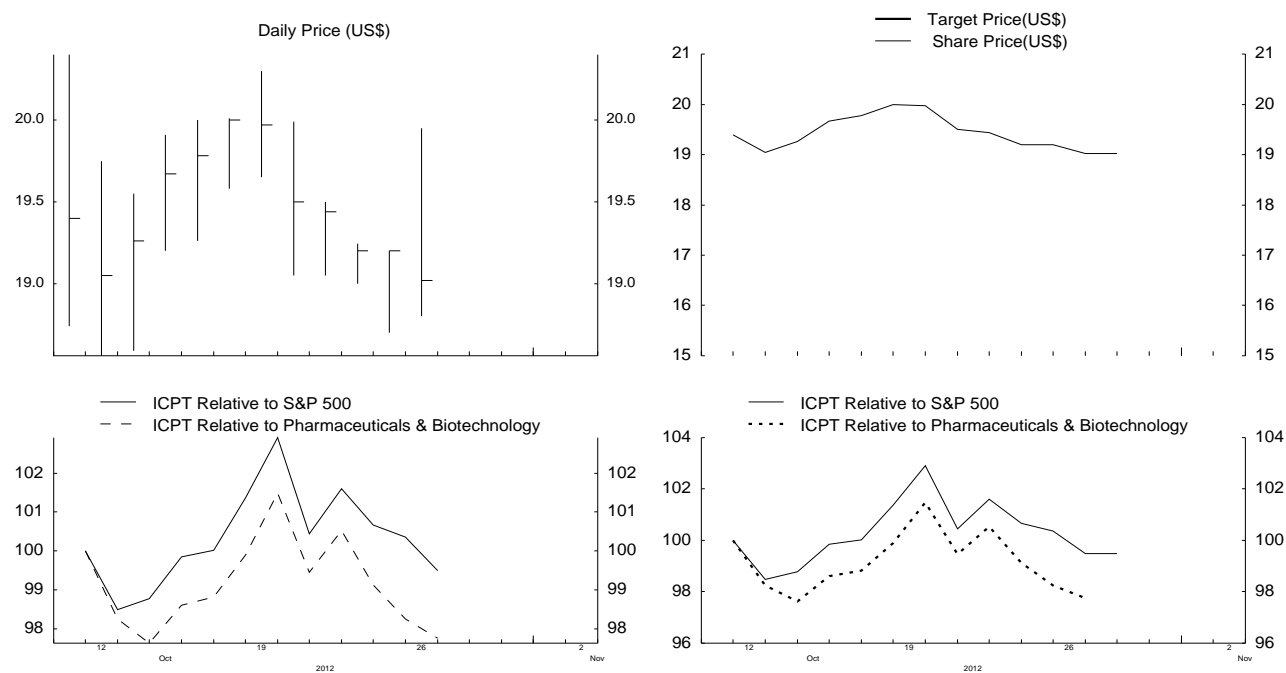 Daily Price (US$)
20.0 20.0
19.5 19.5
19.0 19.0
Target Price(US$)
Share Price(US$)
21 21
20 20
19 19
18 18
17 17
16 16
15 15
ICPT Relative to S&P 500
ICPT Relative to Pharmaceuticals & Biotechnology
102 102
101 101
100 100
99 99
98 98
12 19 26 2
Oct Nov
2012
ICPT Relative to S&P 500
ICPT Relative to Pharmaceuticals & Biotechnology
104 104
102 102
100 100
98 98
96 96
12 19 26 2
Oct Nov
2012